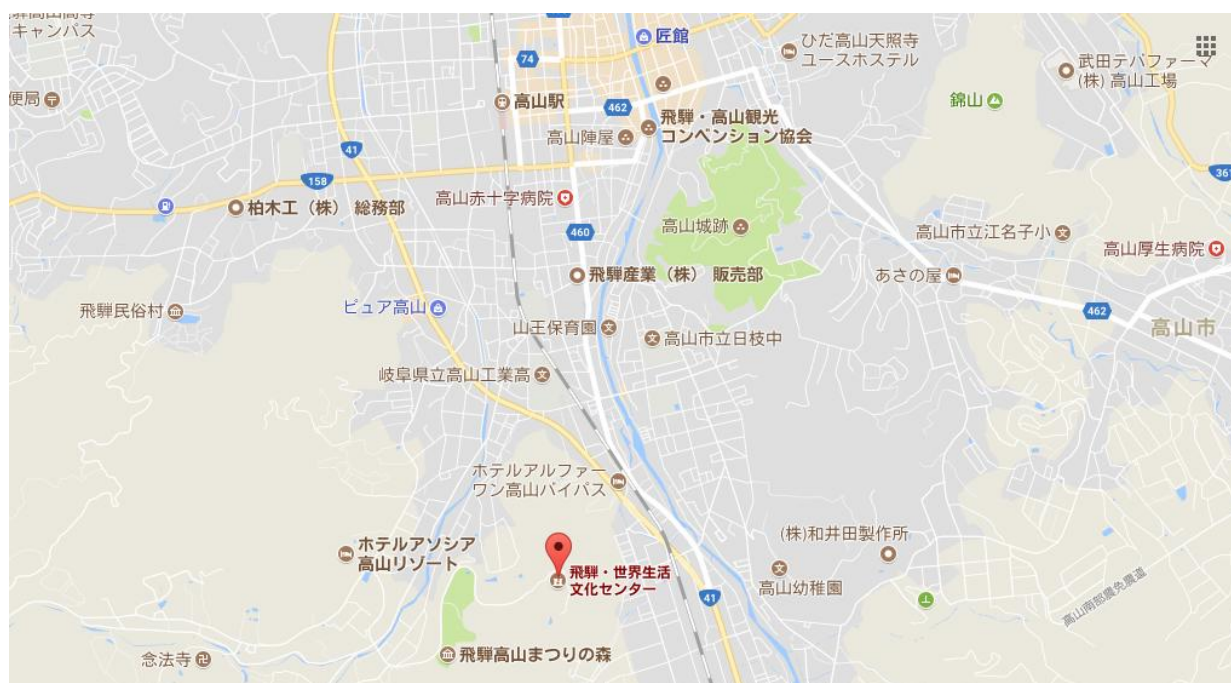 キャンパス
匠館
ひだ高山天照寺
ユースホステル
武田テバファーマ
(株) 高山工場
74
便局
高山駅
462
飛騨・高山観光
コンベンション協会
錦山
高山陣屋
41
158
361
高山赤十字病院
柏木工（株） 総務部
460
高山城跡
高山市立江名子小
高山厚生病院
飛騨産業（株） 販売部
あさの屋
飛騨民俗村
ピュア高山
462
高山市
山王保育園
高山市立日枝中
岐阜県立高山工業高
ホテルアルファー
ワン高山バイパス
(株)和井田製作所
ホテルアソシア
高山リゾート
飛騨・世界生活
文化センター
高山幼稚園
41
高山南部農免農道
念法寺
飛騨高山まつりの森